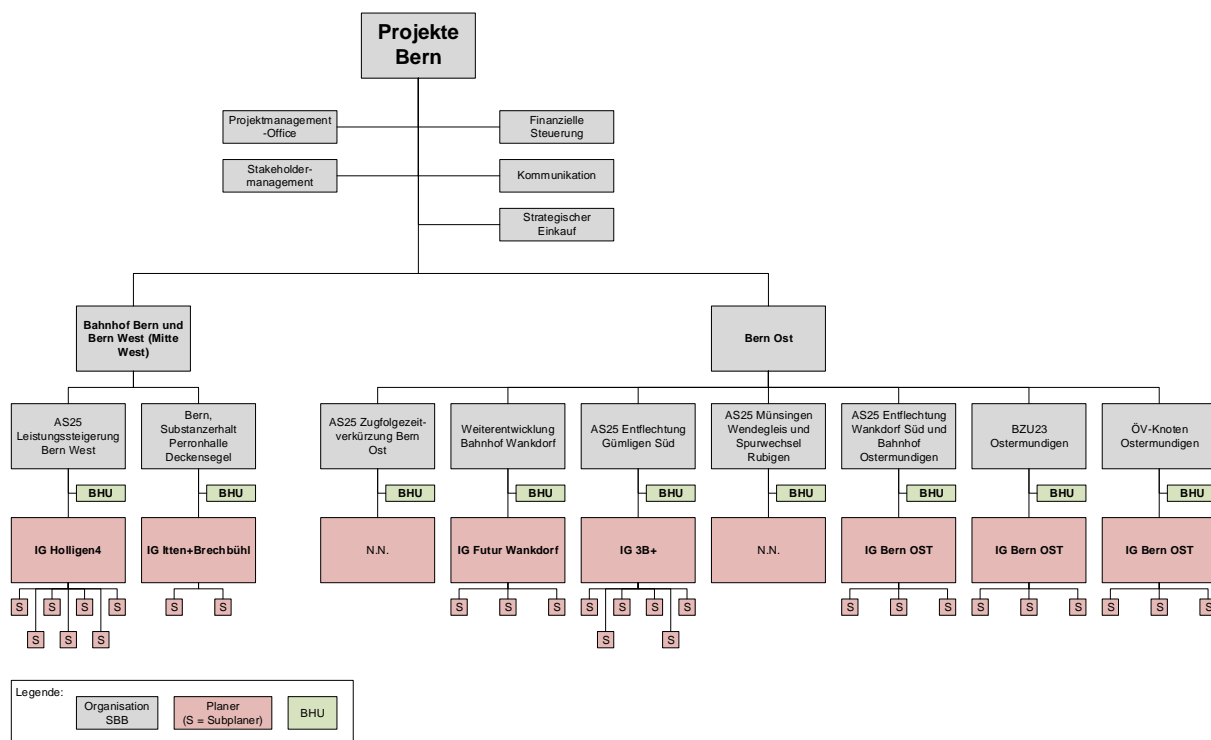 Projekte
Bern
Projektmanagement
-Office
Finanzielle
Steuerung
Stakeholder-
management
Kommunikation
Strategischer
Einkauf
Bahnhof Bern und
Bern West (Mitte
West)
Bern Ost
AS25
Leistungssteigerung
Bern West
Bern,
Substanzerhalt
Perronhalle
Deckensegel
AS25 Zugfolgezeit-
verkürzung Bern
Ost
Weiterentwicklung
Bahnhof Wankdorf
AS25 Entflechtung
Gümligen Süd
AS25 Münsingen
Wendegleis und
Spurwechsel
Rubigen
AS25 Entflechtung
Wankdorf Süd und
Bahnhof
Ostermundigen
BZU23
Ostermundigen
ÖV-Knoten
Ostermundigen
BHU BHU BHU BHU BHU BHU BHU BHU BHU
IG Holligen4
IG Itten+Brechbühl
N.N.
IG Futur Wankdorf
IG 3B+
N.N.
IG Bern OST
IG Bern OST
IG Bern OST
S S S S S S S S S S S S S S S S S S S S S S
S S S S S
Legende:
Organisation
SBB
Planer
(S = Subplaner)
BHU